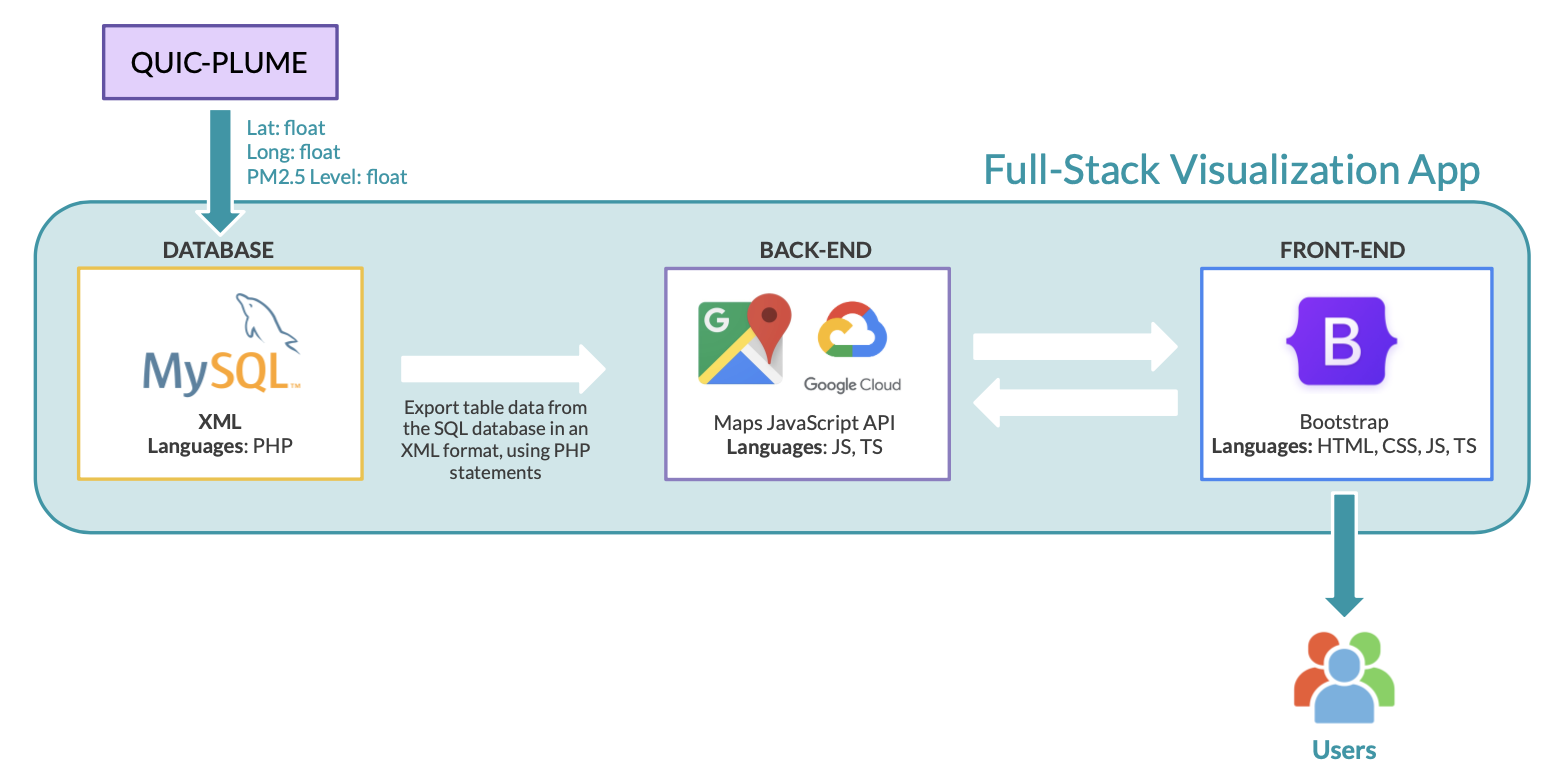 QUIC-PLUME
Lat: float
Long: float
PM2.5 Level: float
Full-Stack Visualization App
DATABASE
MySQL™
XML
Languages: PHP
Export table data from
the SQL database in an
XML format, using PHP
statements
BACK-END
G
Google Cloud
Maps JavaScript API
Languages: JS, TS
FRONT-END
B
Bootstrap
Languages: HTML, CSS, JS, TS
Users